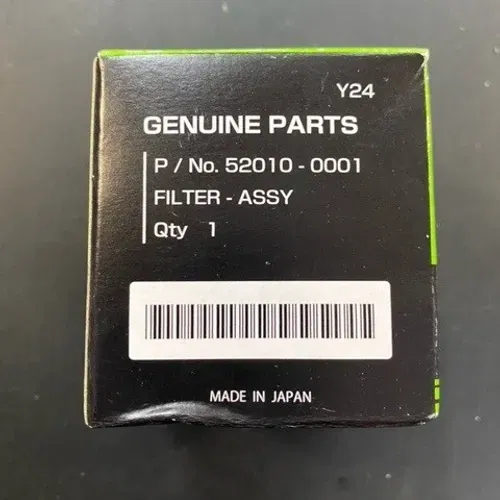 Y24
GENUINE PARTS
P / No. 52010 - 0001
FILTER - ASSY
Qty 1
MADE IN JAPAN